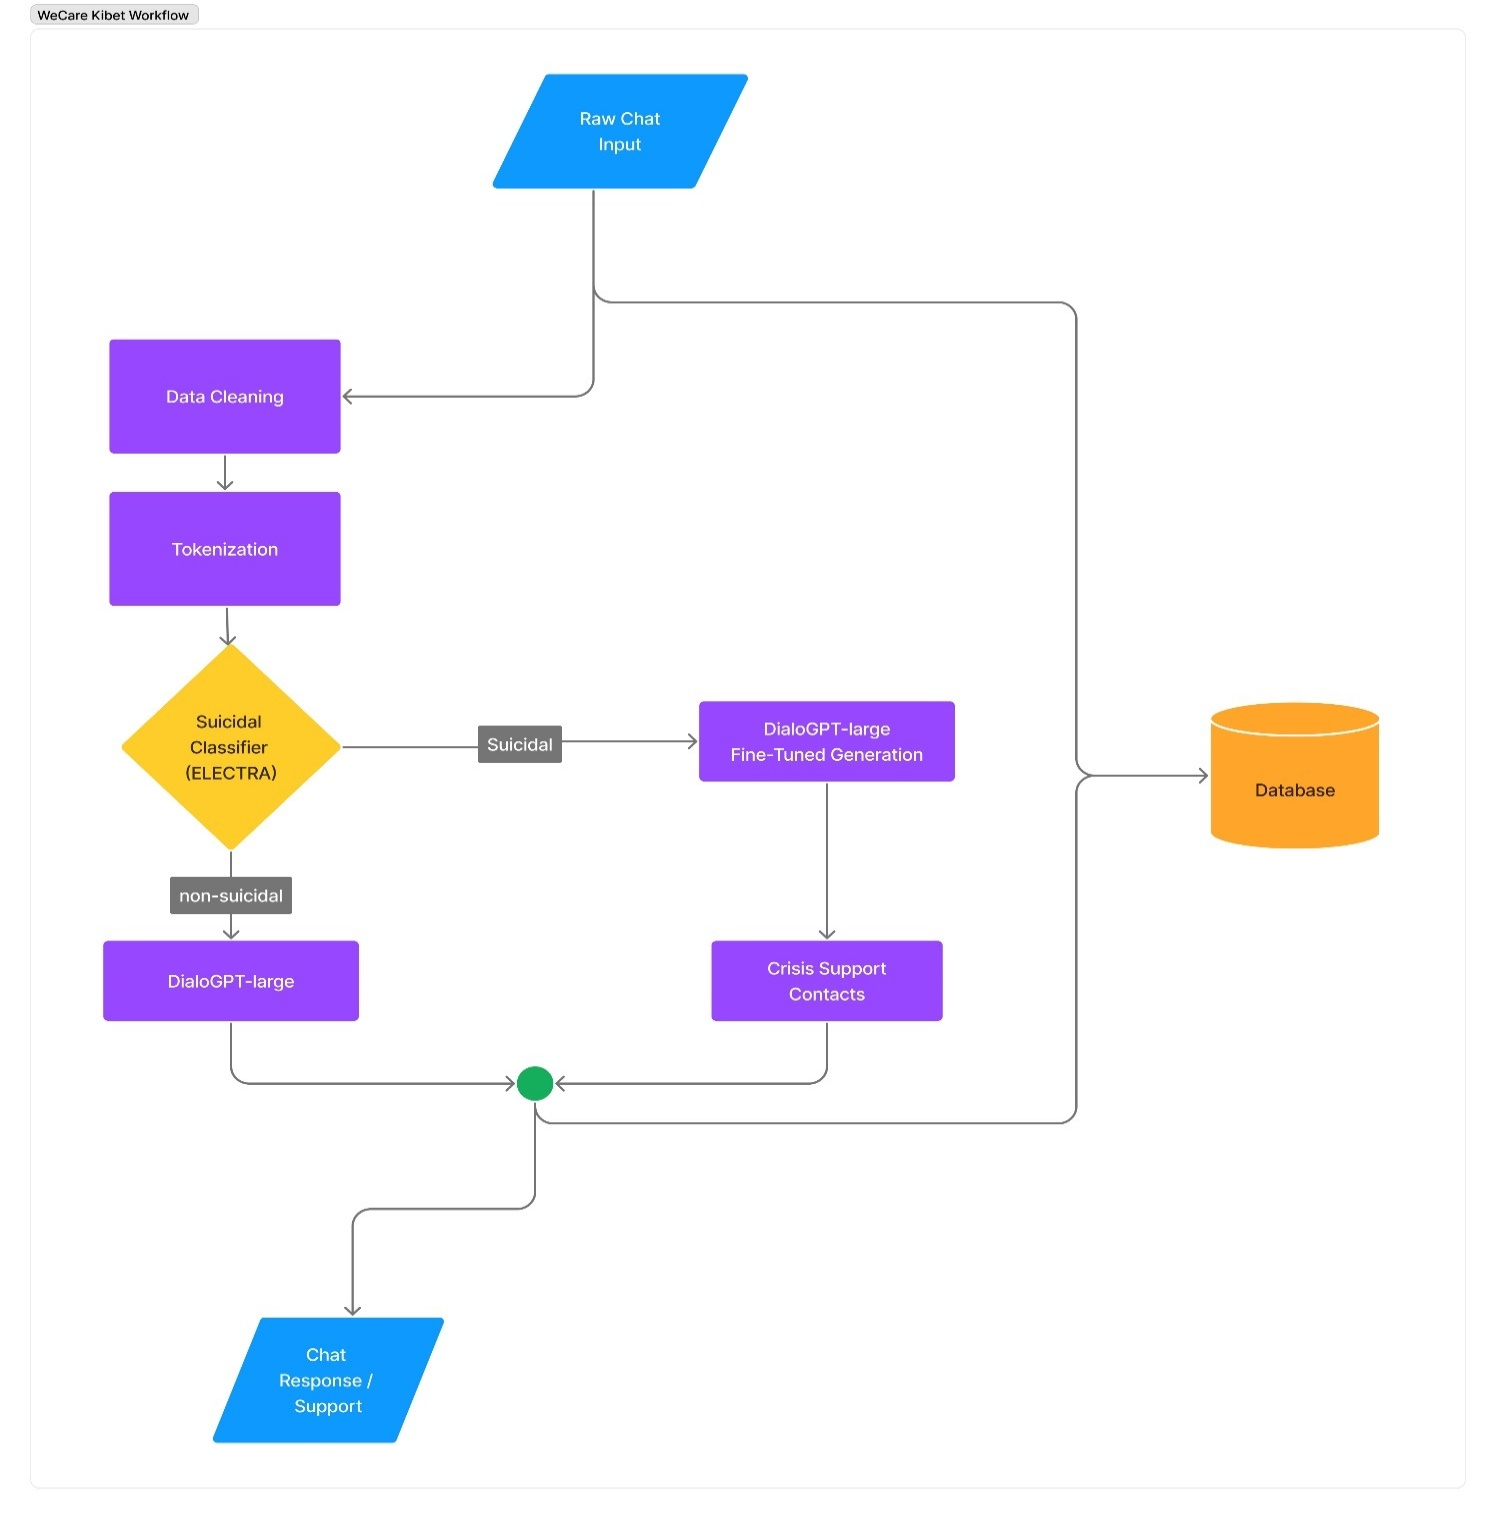 WeCare Kibet Workflow
Raw Chat
Input
Data Cleaning
Tokenization
Suicidal
Classifier
(ELECTRA)
Suicidal
DialoGPT-large
Fine-Tuned Generation
Database
non-suicidal
DialoGPT-large
Crisis Support
Contacts
Chat
Response /
Support